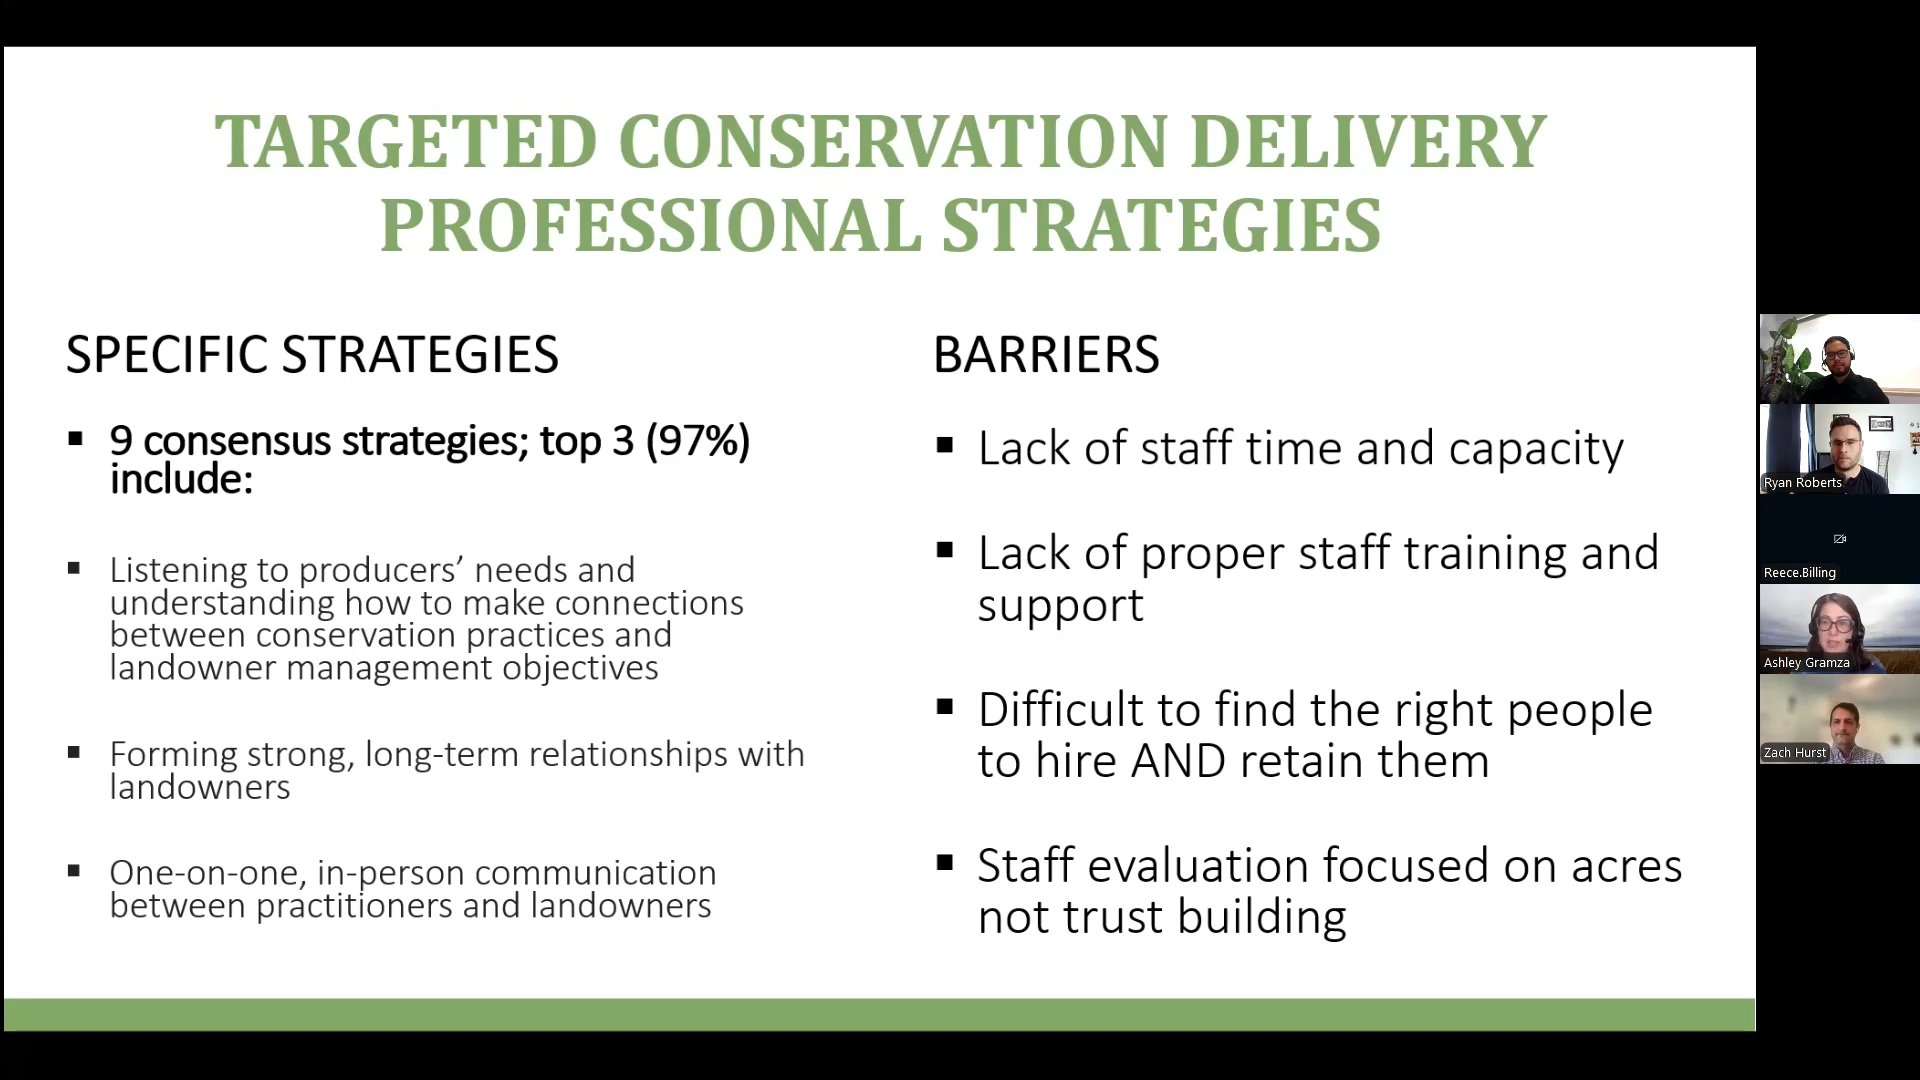 TARGETED CONSERVATION DELIVERY
PROFESSIONAL STRATEGIES
SPECIFIC STRATEGIES
▪ 9 consensus strategies; top 3 (97%)
include:
▪ Listening to producers’ needs and
understanding how to make connections
between conservation practices and
landowner management objectives
▪ Forming strong, long-term relationships with
landowners
▪ One-on-one, in-person communication
between practitioners and landowners
BARRIERS
▪ Lack of staff time and capacity
▪ Lack of proper staff training and
support
▪ Difficult to find the right people
to hire AND retain them
▪ Staff evaluation focused on acres
not trust building
Ryan Roberts
Reece.Billing
Ashley Gramza
Zach Hurst